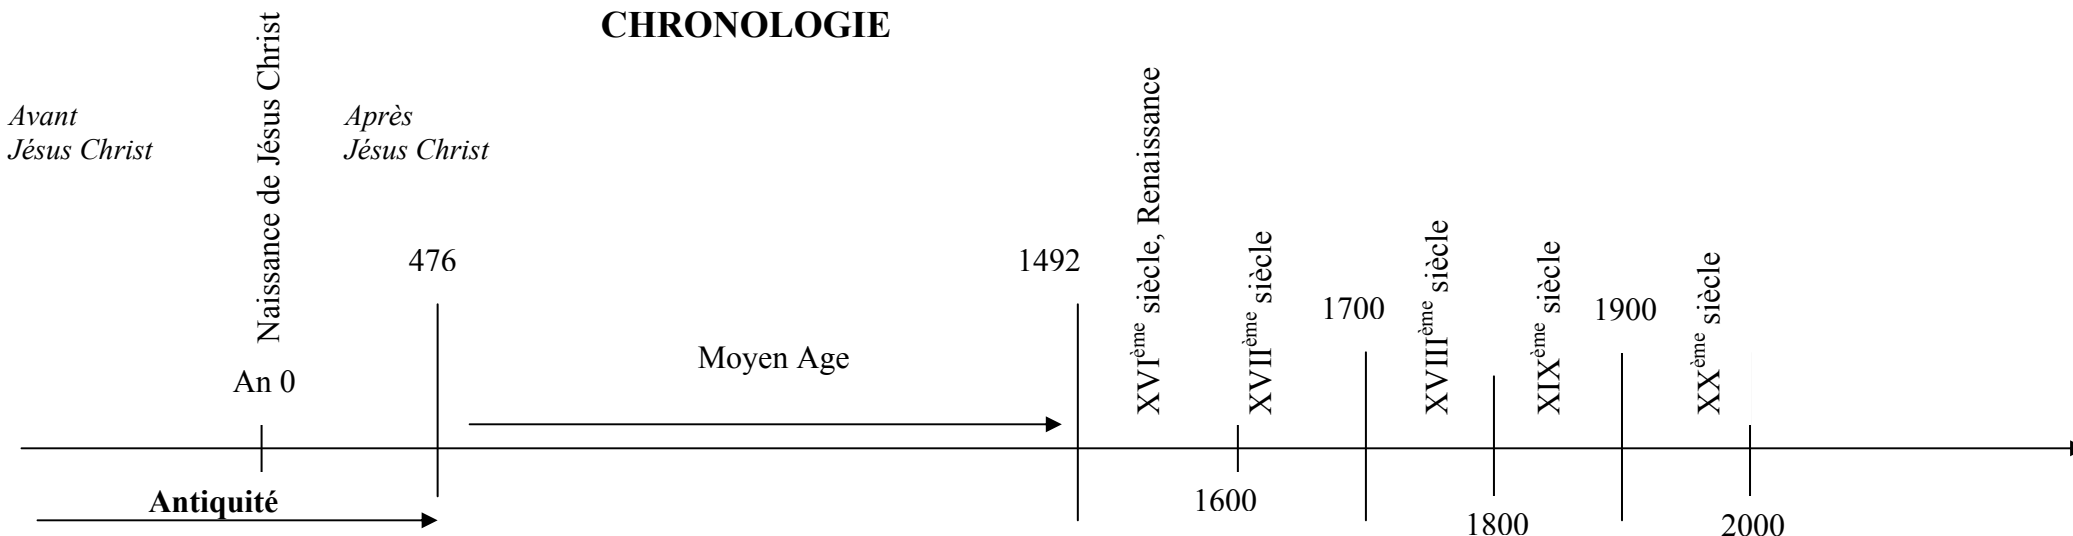 CHRONOLOGIE
Avant
Jésus Christ
Naissance de Jésus Christ
Après
Jésus Christ
An 0
476
Moyen Age
1492
XVIème siècle, Renaissance
XVIIème siècle
1700
XVIIIème siècle
XIXème siècle
1900
XXème siècle
Antiquité
1600
1800
2000